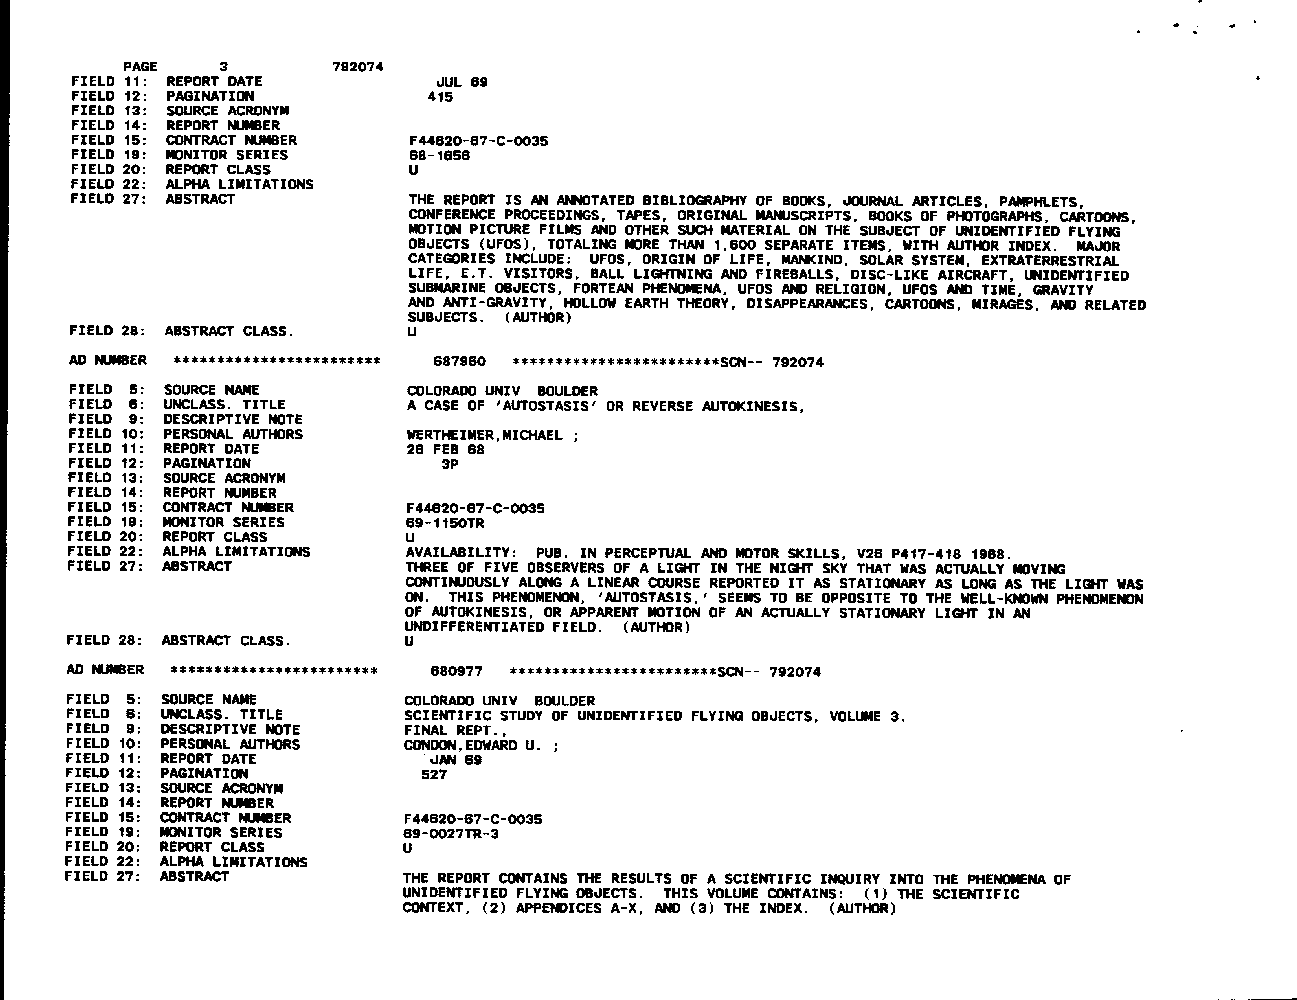 PAGE 3 792074
FIELD 11: REPORT DATE JUL 69
FIELD 12: PAGINATION 415
FIELD 13: SOURCE ACRONYM
FIELD 14: REPORT NUMBER
FIELD 15: CONTRACT NUMBER F44620-67-C-0035
FIELD 19: MONITOR SERIES 68-1656
FIELD 20: REPORT CLASS U
FIELD 22: ALPHA LIMITATIONS
FIELD 27: ABSTRACT THE REPORT IS AN ANNOTATED BIBLIOGRAPHY OF BOOKS, JOURNAL ARTICLES, PAMPHLETS,
CONFERENCE PROCEEDINGS, TAPES, ORIGINAL MANUSCRIPTS, BOOKS OF PHOTOGRAPHS, CARTOONS,
MOTION PICTURE FILMS AND OTHER SUCH MATERIAL ON THE SUBJECT OF UNIDENTIFIED FLYING
OBJECTS (UFOS), TOTALING MORE THAN 1,600 SEPARATE ITEMS, WITH AUTHOR INDEX. MAJOR
CATEGORIES INCLUDE: UFOS, ORIGIN OF LIFE, MANKIND, SOLAR SYSTEM, EXTRATERRESTRIAL
LIFE, E.T. VISITORS, BALL LIGHTNING AND FIREBALLS, DISC-LIKE AIRCRAFT, UNIDENTIFIED
SUBMARINE OBJECTS, FORTEAN PHENOMENA, UFOS AND RELIGION, UFOS AND TIME, GRAVITY
AND ANTI-GRAVITY, HOLLOW EARTH THEORY, DISAPPEARANCES, CARTOONS, MIRAGES, AND RELATED
SUBJECTS. (AUTHOR)
FIELD 28: ABSTRACT CLASS. U
AD NUMBER ************************ 687960 ************************SCN-- 792074
FIELD 5: SOURCE NAME COLORADO UNIV BOULDER
FIELD 6: UNCLASS. TITLE A CASE OF 'AUTOSTASIS' OR REVERSE AUTOKINESIS,
FIELD 9: DESCRIPTIVE NOTE
FIELD 10: PERSONAL AUTHORS WERTHEIMER,MICHAEL ;
FIELD 11: REPORT DATE 26 FEB 68
FIELD 12: PAGINATION 3P
FIELD 13: SOURCE ACRONYM
FIELD 14: REPORT NUMBER
FIELD 15: CONTRACT NUMBER F44620-67-C-0035
FIELD 19: MONITOR SERIES 69-1150TR
FIELD 20: REPORT CLASS U
FIELD 22: ALPHA LIMITATIONS AVAILABILITY: PUB. IN PERCEPTUAL AND MOTOR SKILLS, V26 P417-418 1968.
FIELD 27: ABSTRACT THREE OF FIVE OBSERVERS OF A LIGHT IN THE NIGHT SKY THAT WAS ACTUALLY MOVING
CONTINUOUSLY ALONG A LINEAR COURSE REPORTED IT AS STATIONARY AS LONG AS THE LIGHT WAS
ON. THIS PHENOMENON, 'AUTOSTASIS,' SEEMS TO BE OPPOSITE TO THE WELL-KNOWN PHENOMENON
OF AUTOKINESIS, OR APPARENT MOTION OF AN ACTUALLY STATIONARY LIGHT IN AN
UNDIFFERENTIATED FIELD. (AUTHOR)
FIELD 28: ABSTRACT CLASS. U
AD NUMBER ************************ 680977 ************************SCN-- 792074
FIELD 5: SOURCE NAME COLORADO UNIV BOULDER
FIELD 6: UNCLASS. TITLE SCIENTIFIC STUDY OF UNIDENTIFIED FLYING OBJECTS, VOLUME 3.
FIELD 9: DESCRIPTIVE NOTE FINAL REPT.,
FIELD 10: PERSONAL AUTHORS CONDON,EDWARD U. ;
FIELD 11: REPORT DATE JAN 69
FIELD 12: PAGINATION 527
FIELD 13: SOURCE ACRONYM
FIELD 14: REPORT NUMBER
FIELD 15: CONTRACT NUMBER F44620-67-C-0035
FIELD 19: MONITOR SERIES 69-0027TR-3
FIELD 20: REPORT CLASS U
FIELD 22: ALPHA LIMITATIONS
FIELD 27: ABSTRACT THE REPORT CONTAINS THE RESULTS OF A SCIENTIFIC INQUIRY INTO THE PHENOMENA OF
UNIDENTIFIED FLYING OBJECTS. THIS VOLUME CONTAINS: (1) THE SCIENTIFIC
CONTEXT, (2) APPENDICES A-X, AND (3) THE INDEX. (AUTHOR)